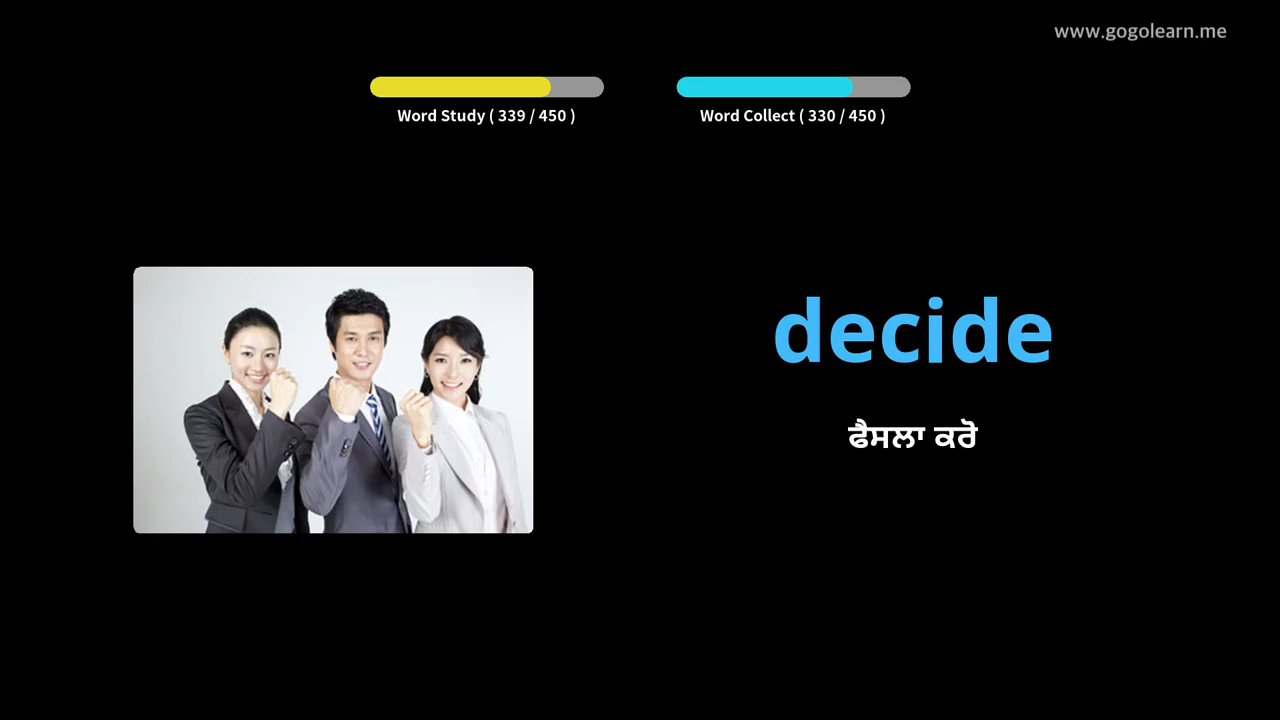 www.gogolearn.me
Word Study ( 339 / 450 )
Word Collect ( 330 / 450 )
decide
ਫੈਸਲਾ ਕਰੋ